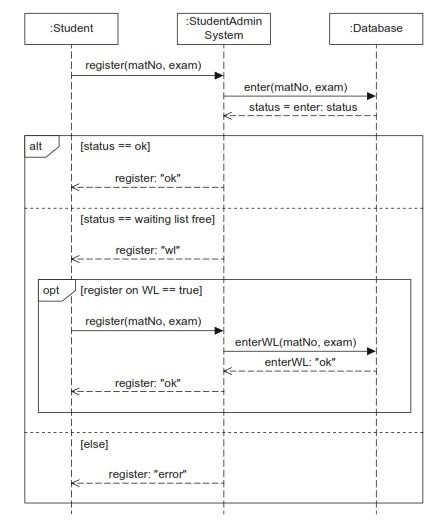 :Student
:StudentAdmin
System
:Database
register(matNo, exam)
enter(matNo, exam)
status = enter: status
alt
[status == ok]
register: "ok"
[status == waiting list free]
register: "wl"
opt
[register on WL == true]
register(matNo, exam)
enterWL(matNo, exam)
enterWL: "ok"
register: "ok"
[else]
register: "error"